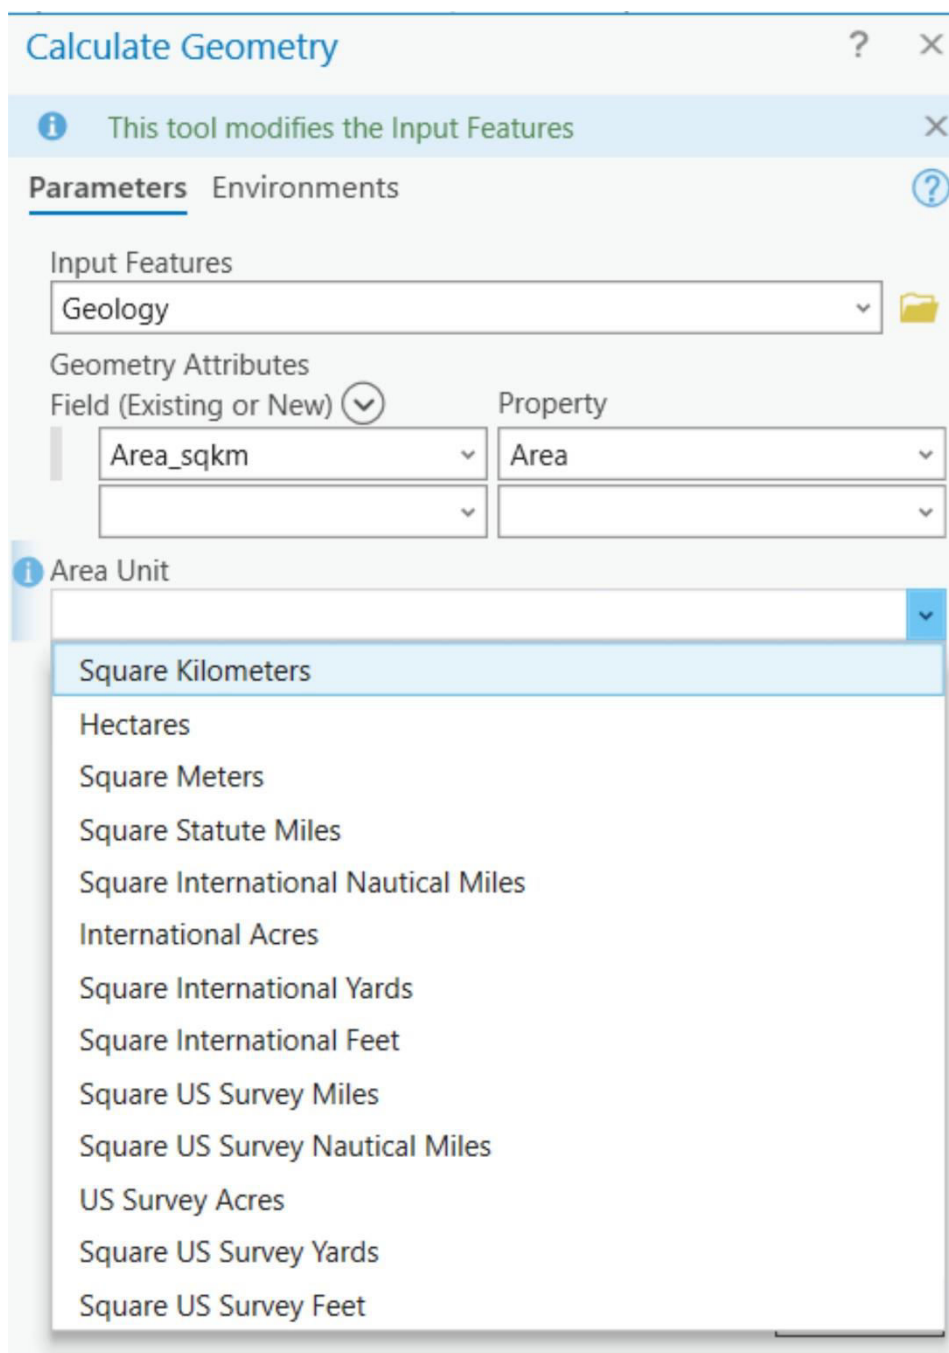 Calculate Geometry ?
This tool modifies the Input Features
Parameters Environments
Input Features
Geology
Geometry Attributes
Field (Existing or New) Property
Area_sqkm Area
Area Unit
Square Kilometers
Hectares
Square Meters
Square Statute Miles
Square International Nautical Miles
International Acres
Square International Yards
Square International Feet
Square US Survey Miles
Square US Survey Nautical Miles
US Survey Acres
Square US Survey Yards
Square US Survey Feet